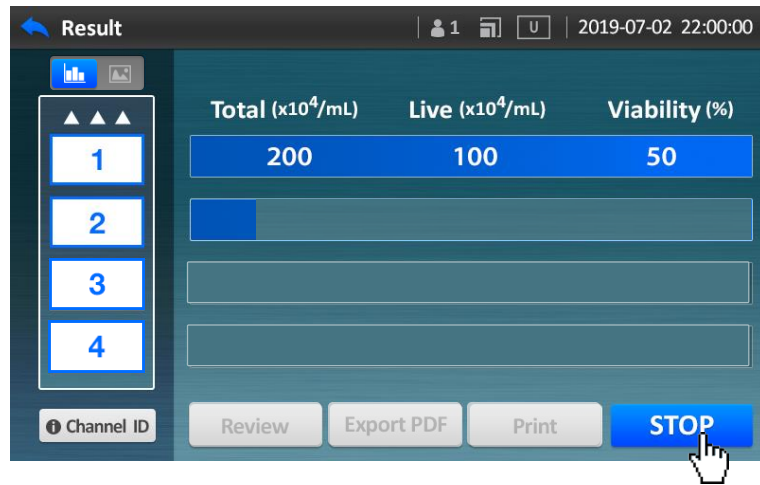 Result 1 U 2019-07-02 22:00:00
Total (x10⁴/mL) Live (x10⁴/mL) Viability (%)
1 200 100 50
2
3
4
Channel ID Review Export PDF Print STOP